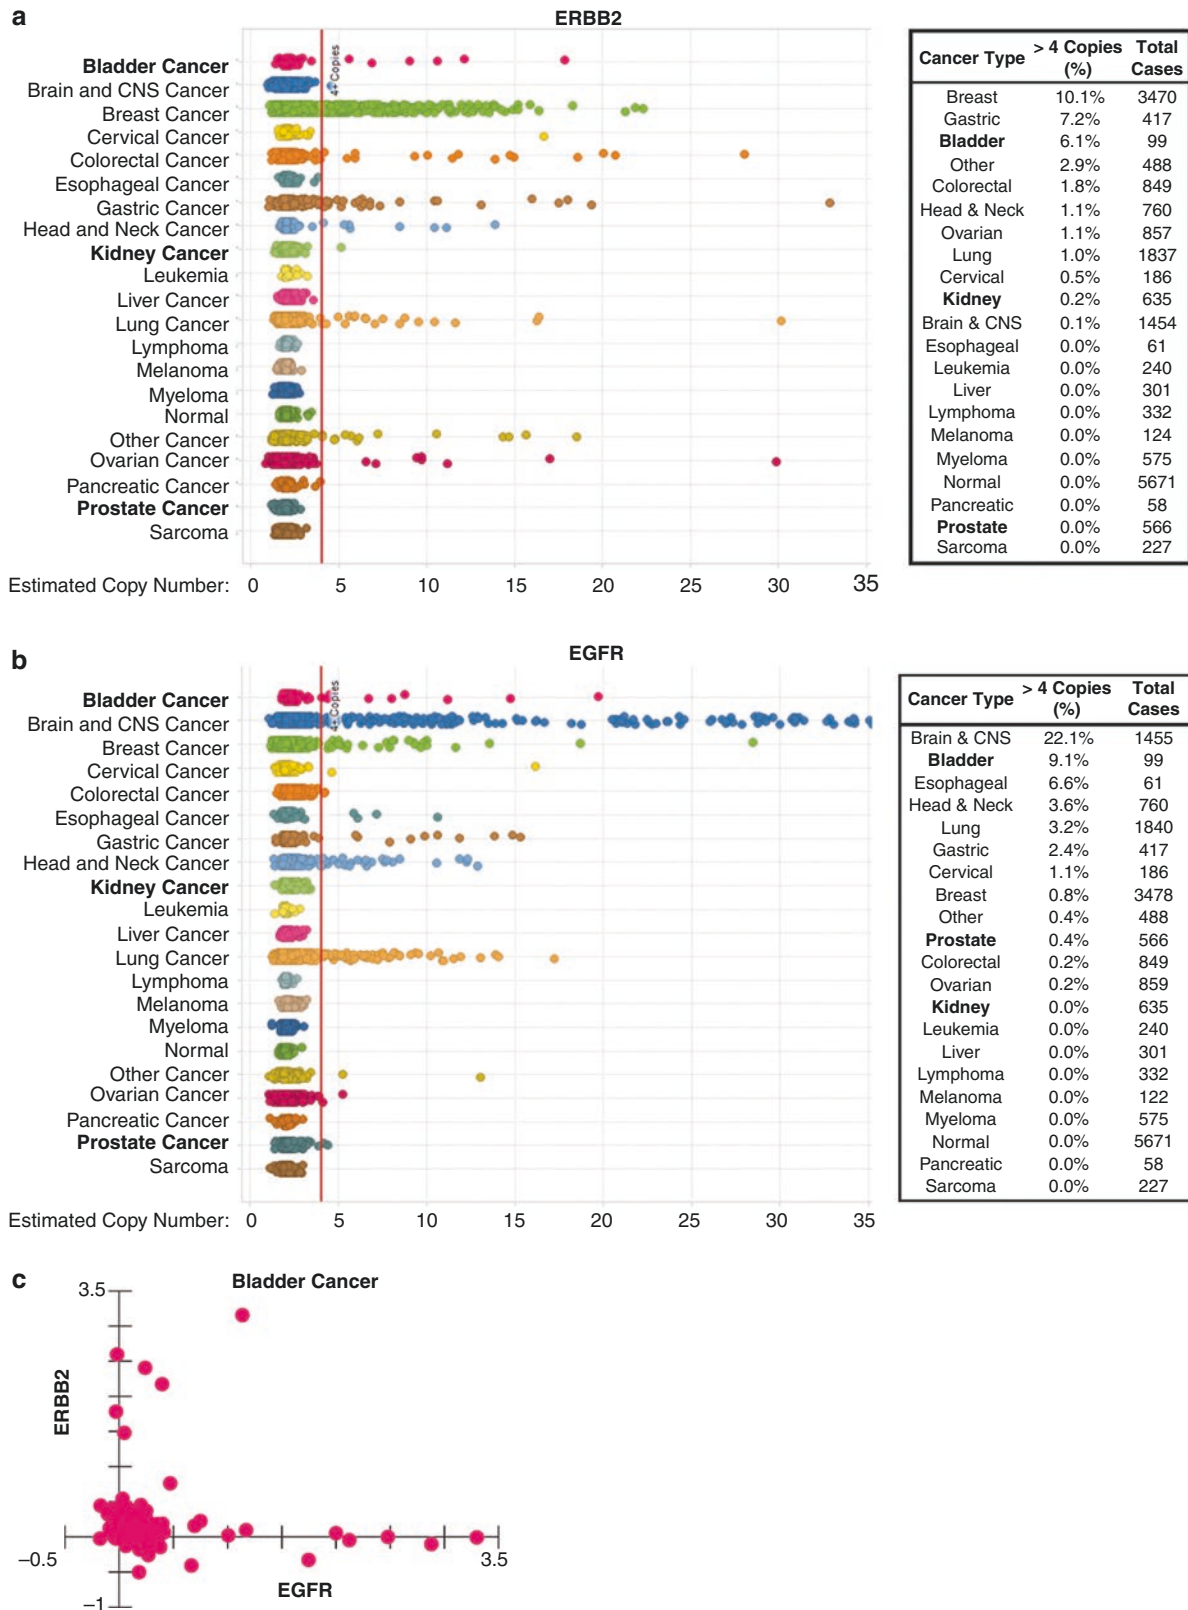 a
ERBB2
4+ Copies
Bladder Cancer
Brain and CNS Cancer
Breast Cancer
Cervical Cancer
Colorectal Cancer
Esophageal Cancer
Gastric Cancer
Head and Neck Cancer
Kidney Cancer
Leukemia
Liver Cancer
Lung Cancer
Lymphoma
Melanoma
Myeloma
Normal
Other Cancer
Ovarian Cancer
Pancreatic Cancer
Prostate Cancer
Sarcoma
Estimated Copy Number: 0 5 10 15 20 25 30 35
Cancer Type > 4 Copies (%) Total Cases
Breast 10.1% 3470
Gastric 7.2% 417
Bladder 6.1% 99
Other 2.9% 488
Colorectal 1.8% 849
Head & Neck 1.1% 760
Ovarian 1.1% 857
Lung 1.0% 1837
Cervical 0.5% 186
Kidney 0.2% 635
Brain & CNS 0.1% 1454
Esophageal 0.0% 61
Leukemia 0.0% 240
Liver 0.0% 301
Lymphoma 0.0% 332
Melanoma 0.0% 124
Myeloma 0.0% 575
Normal 0.0% 5671
Pancreatic 0.0% 58
Prostate 0.0% 566
Sarcoma 0.0% 227
b
EGFR
4+ Copies
Bladder Cancer
Brain and CNS Cancer
Breast Cancer
Cervical Cancer
Colorectal Cancer
Esophageal Cancer
Gastric Cancer
Head and Neck Cancer
Kidney Cancer
Leukemia
Liver Cancer
Lung Cancer
Lymphoma
Melanoma
Myeloma
Normal
Other Cancer
Ovarian Cancer
Pancreatic Cancer
Prostate Cancer
Sarcoma
Estimated Copy Number: 0 5 10 15 20 25 30 35
Cancer Type > 4 Copies (%) Total Cases
Brain & CNS 22.1% 1455
Bladder 9.1% 99
Esophageal 6.6% 61
Head & Neck 3.6% 760
Lung 3.2% 1840
Gastric 2.4% 417
Cervical 1.1% 186
Breast 0.8% 3478
Other 0.4% 488
Prostate 0.4% 566
Colorectal 0.2% 849
Ovarian 0.2% 859
Kidney 0.0% 635
Leukemia 0.0% 240
Liver 0.0% 301
Lymphoma 0.0% 332
Melanoma 0.0% 122
Myeloma 0.0% 575
Normal 0.0% 5671
Pancreatic 0.0% 58
Sarcoma 0.0% 227
c
Bladder Cancer
3.5
ERBB2
–0.5
3.5
EGFR
–1